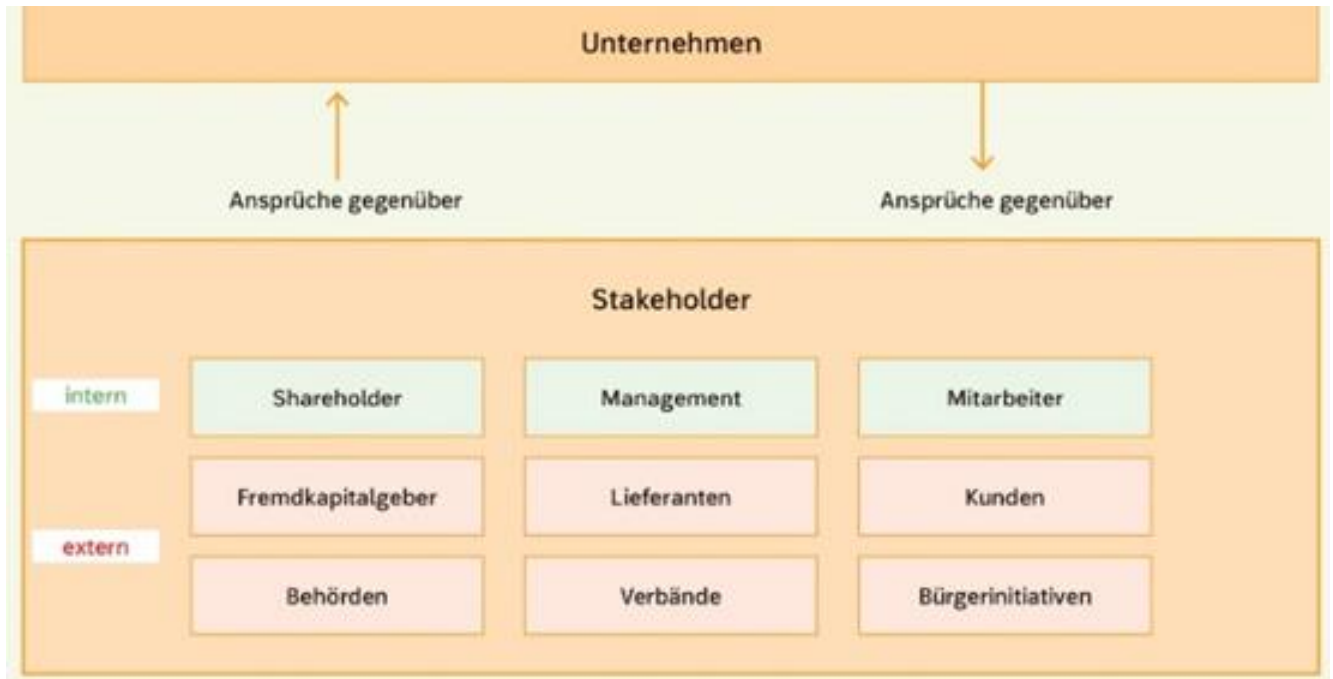 Unternehmen
Ansprüche gegenüber
Ansprüche gegenüber
Stakeholder
intern
Shareholder
Management
Mitarbeiter
Fremdkapitalgeber
Lieferanten
Kunden
extern
Behörden
Verbände
Bürgerinitiativen